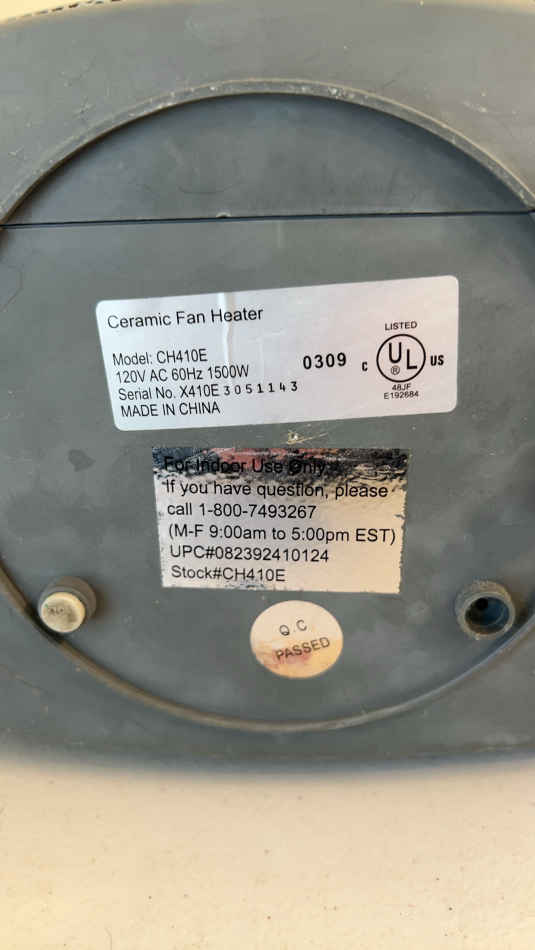 Ceramic Fan Heater
Model: CH410E
120V AC 60Hz 1500W
Serial No. X410E 3051143
MADE IN CHINA
0309
LISTED
C UL US
®
48JF
E192684
For Indoor Use Only
If you have question, please
call 1-800-7493267
(M-F 9:00am to 5:00pm EST)
UPC#082392410124
Stock#CH410E
Q.C
PASSED